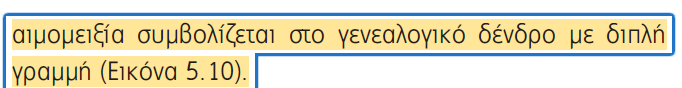 αιμομειξία συμβολίζεται στο γενεαλογικό δένδρο με διπλή
γραμμή (Εικόνα 5.10).